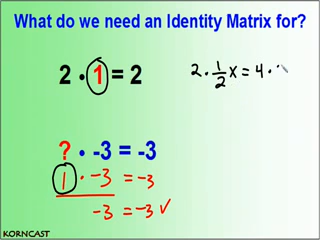 What do we need an Identity Matrix for?
2 · 1 = 2
2 · 1/2 x = 4 ·
? · -3 = -3
1 · -3 = -3
-3 = -3 ✓
KORNCAST